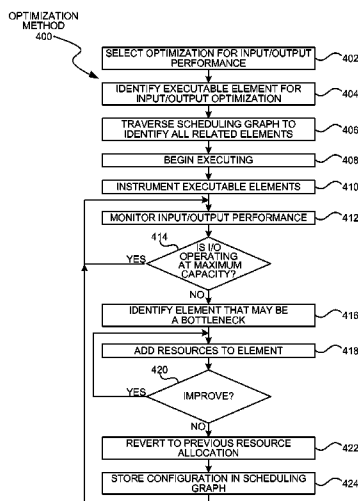 OPTIMIZATION
METHOD
400
SELECT OPTIMIZATION FOR INPUT/OUTPUT
PERFORMANCE
402
IDENTIFY EXECUTABLE ELEMENT FOR
INPUT/OUTPUT OPTIMIZATION
404
TRAVERSE SCHEDULING GRAPH TO
IDENTIFY ALL RELATED ELEMENTS
406
BEGIN EXECUTING
408
INSTRUMENT EXECUTABLE ELEMENTS
410
MONITOR INPUT/OUTPUT PERFORMANCE
412
414
IS I/O
OPERATING
AT MAXIMUM
CAPACITY?
YES
NO
IDENTIFY ELEMENT THAT MAY BE
A BOTTLENECK
416
ADD RESOURCES TO ELEMENT
418
420
IMPROVE?
YES
NO
REVERT TO PREVIOUS RESOURCE
ALLOCATION
422
STORE CONFIGURATION IN SCHEDULING
GRAPH
424